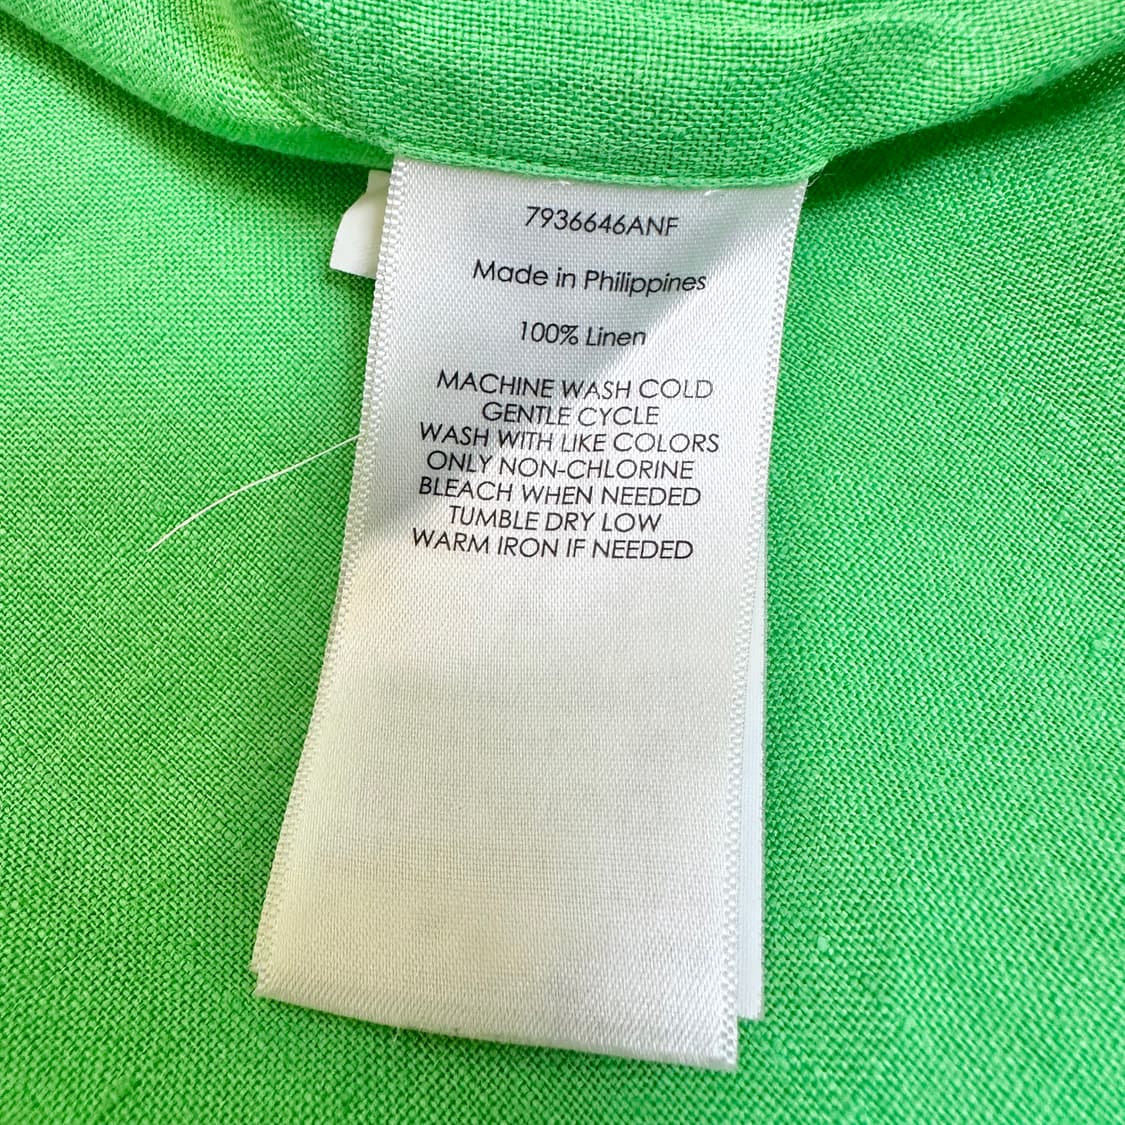 7936646ANF
Made in Philippines
100% Linen
MACHINE WASH COLD
GENTLE CYCLE
WASH WITH LIKE COLORS
ONLY NON-CHLORINE
BLEACH WHEN NEEDED
TUMBLE DRY LOW
WARM IRON IF NEEDED